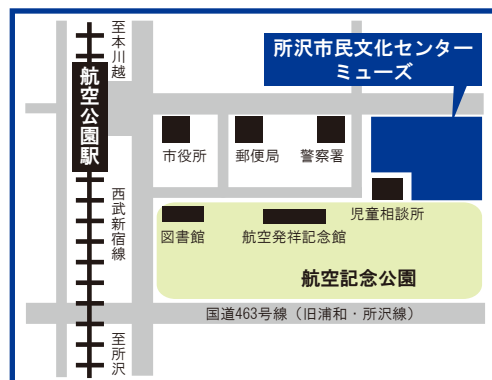 至本川越
航空公園駅
西武新宿線
至所沢
所沢市民文化センター
ミューズ
市役所
郵便局
警察署
児童相談所
図書館
航空発祥記念館
航空記念公園
国道463号線（旧浦和・所沢線）